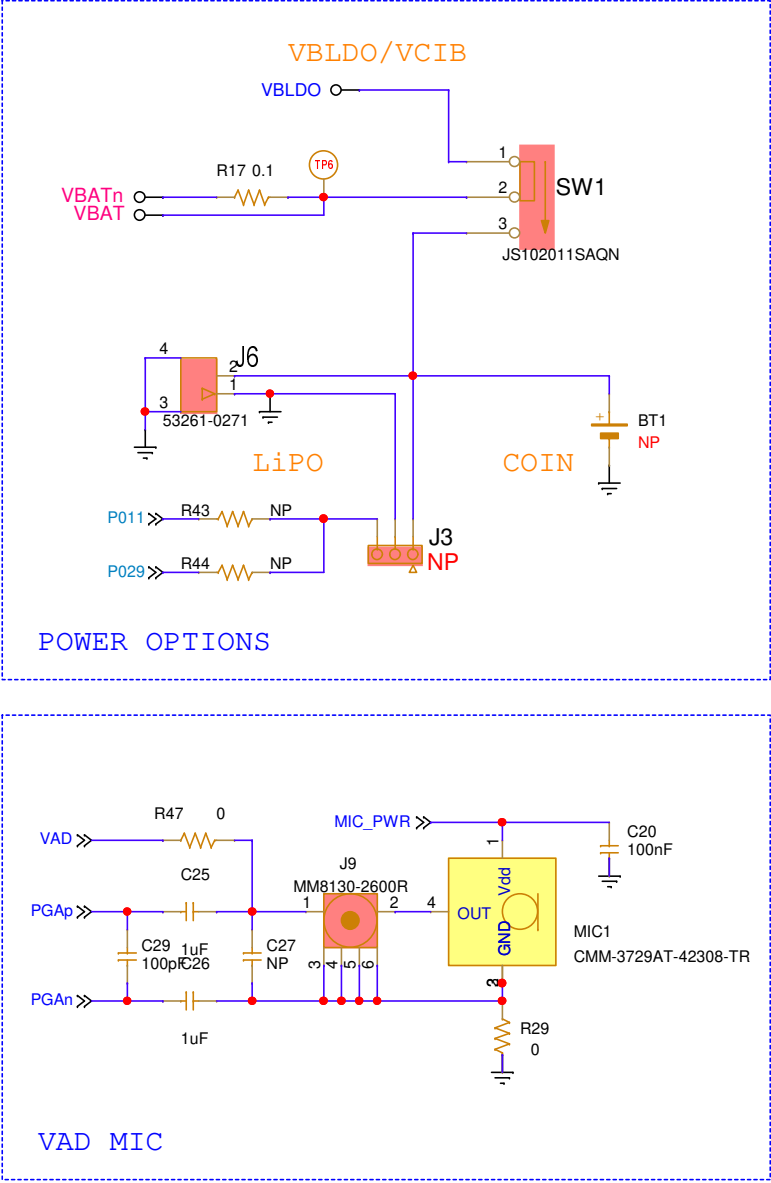 VBLDO/VCIB
VBLDO
1
R17 0.1
TP6
VBATn
VBAT
2
SW1
3
JS102011SAQN
4
J6
2
1
3
53261-0271
+
BT1
NP
LiPO
COIN
P011
R43
NP
J3
NP
P029
R44
NP
POWER OPTIONS
R47
0
MIC_PWR
VAD
C20
100nF
1
C25
J9
MM8130-2600R
Vdd
PGAp
1
2
4
OUT
MIC1
CMM-3729AT-42308-TR
GND
C29
100pF
1uF
C26
C27
NP
3
4
5
6
PGAn
2
3
1uF
R29
0
VAD MIC